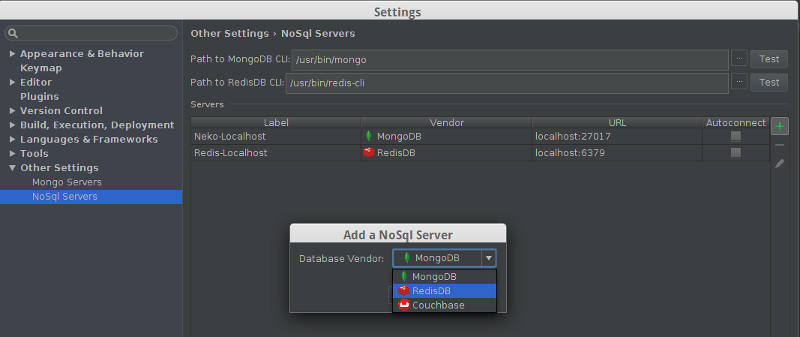 Settings
Other Settings › NoSql Servers
Appearance & Behavior
Keymap
Editor
Plugins
Version Control
Build, Execution, Deployment
Languages & Frameworks
Tools
Other Settings
Mongo Servers
NoSql Servers
Path to MongoDB CLI: /usr/bin/mongo ... Test
Path to RedisDB CLI: /usr/bin/redis-cli ... Test
Servers
Label Vendor URL Autoconnect
Neko-Localhost MongoDB localhost:27017
Redis-Localhost RedisDB localhost:6379
Add a NoSql Server
Database Vendor: MongoDB
MongoDB
RedisDB
Couchbase